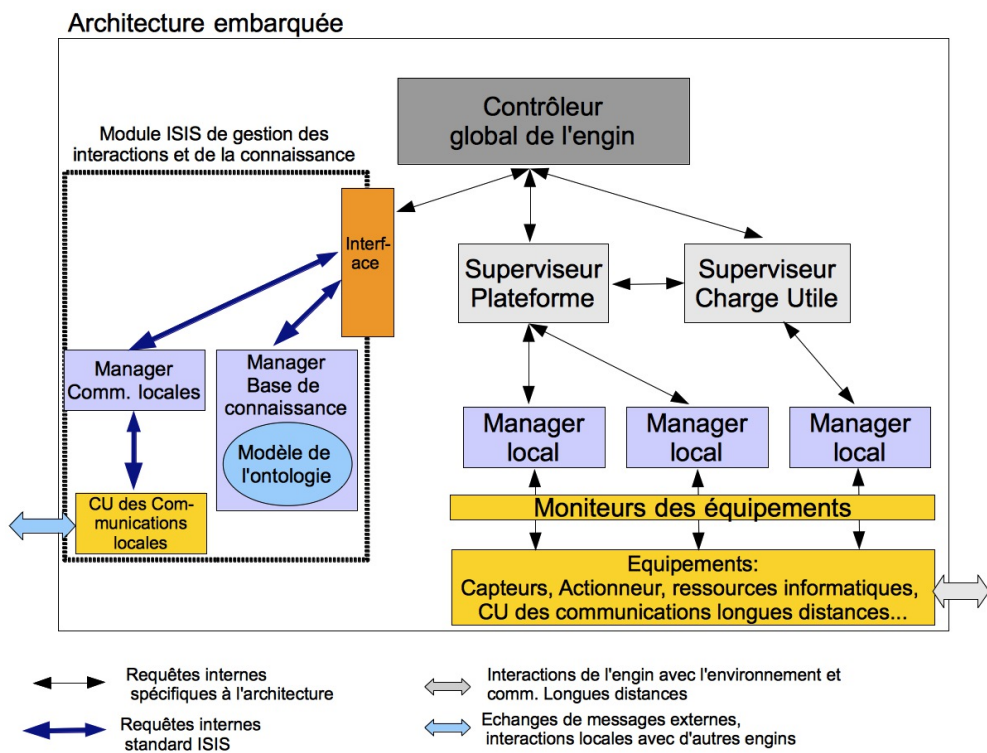 Architecture embarquée
Contrôleur
global de l'engin
Module ISIS de gestion des
interactions et de la connaissance
Interf-
ace
Superviseur
Plateforme
Superviseur
Charge Utile
Manager
Comm. locales
Manager
Base de
connaissance
Modèle de
l'ontologie
Manager
local
Manager
local
Manager
local
CU des Com-
munications
locales
Moniteurs des équipements
Equipements:
Capteurs, Actionneur, ressources informatiques,
CU des communications longues distances...
Requêtes internes
spécifiques à l'architecture
Interactions de l'engin avec l'environnement et
comm. Longues distances
Requêtes internes
standard ISIS
Echanges de messages externes,
interactions locales avec d'autres engins